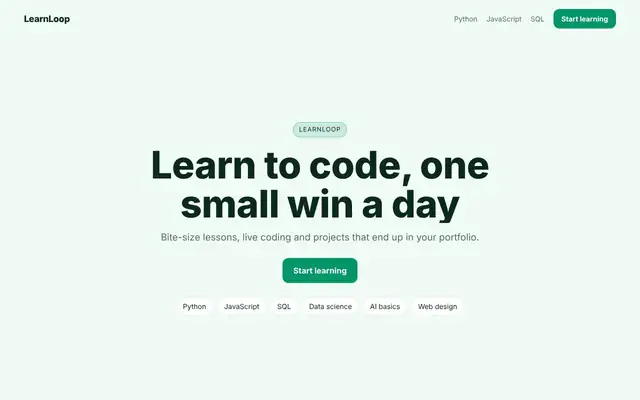 LearnLoop
Python JavaScript SQL Start learning
LEARNLOOP
Learn to code, one
small win a day
Bite-size lessons, live coding and projects that end up in your portfolio.
Start learning
Python JavaScript SQL Data science AI basics Web design